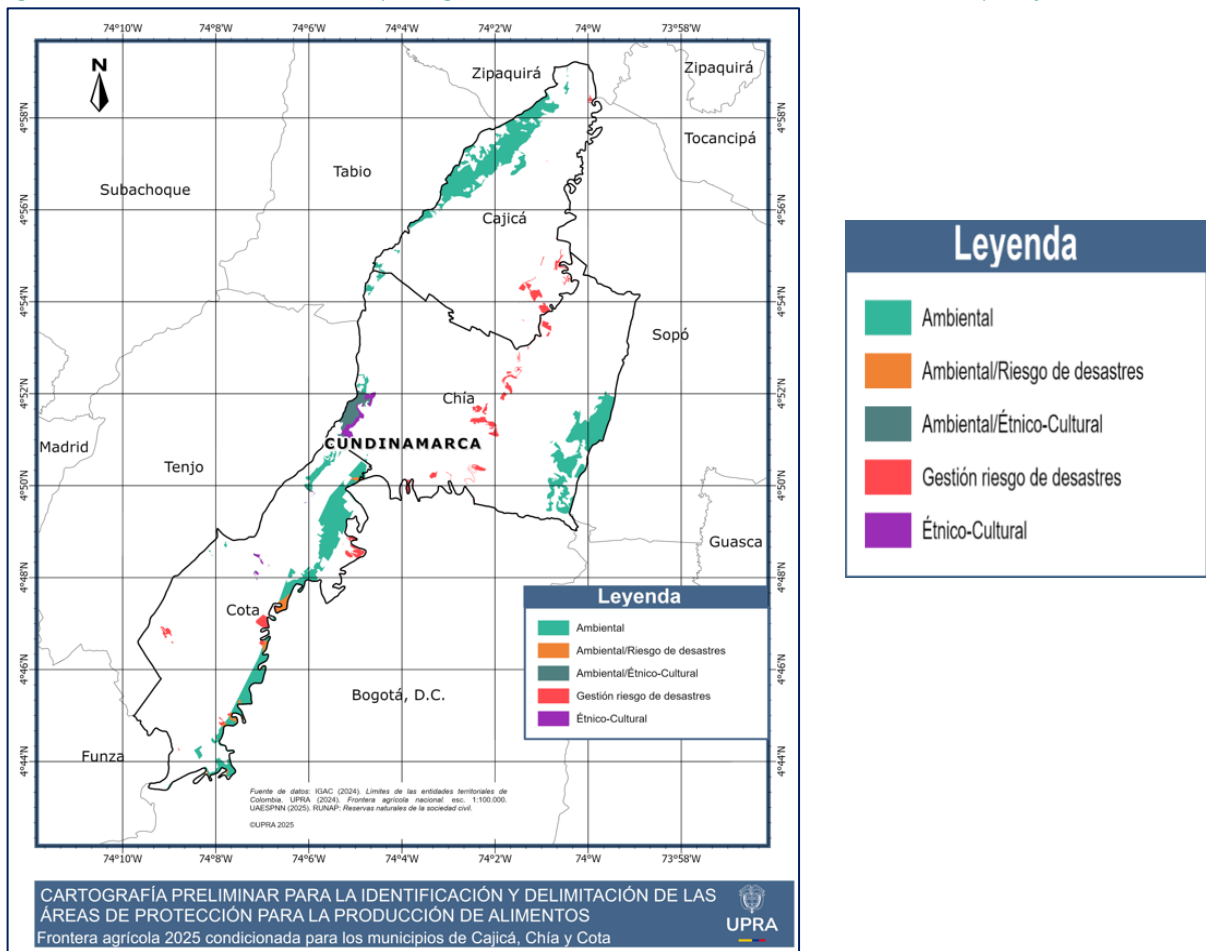 74°10'W 74°8'W 74°6'W 74°4'W 74°2'W 74°W 73°58'W
N
Zipaquirá
Zipaquirá
4°58'N 4°58'N
Tocancipá
Tabio
Subachoque
4°56'N 4°56'N
Cajicá
4°54'N 4°54'N
Sopó
4°52'N 4°52'N
Chía
CUNDINAMARCA
Madrid
Tenjo
4°50'N 4°50'N
Guasca
4°48'N 4°48'N
Cota
4°46'N 4°46'N
Bogotá, D.C.
Funza
4°44'N 4°44'N
Leyenda
Ambiental
Ambiental/Riesgo de desastres
Ambiental/Étnico-Cultural
Gestión riesgo de desastres
Étnico-Cultural
Fuente de datos: IGAC (2024). Límites de las entidades territoriales de
Colombia. UPRA (2024). Frontera agrícola nacional. esc. 1:100.000.
UAESPNN (2025). RUNAP: Reservas naturales de la sociedad civil.
©UPRA 2025
74°10'W 74°8'W 74°6'W 74°4'W 74°2'W 74°W 73°58'W
CARTOGRAFÍA PRELIMINAR PARA LA IDENTIFICACIÓN Y DELIMITACIÓN DE LAS
ÁREAS DE PROTECCIÓN PARA LA PRODUCCIÓN DE ALIMENTOS
Frontera agrícola 2025 condicionada para los municipios de Cajicá, Chía y Cota
UPRA
Leyenda
Ambiental
Ambiental/Riesgo de desastres
Ambiental/Étnico-Cultural
Gestión riesgo de desastres
Étnico-Cultural